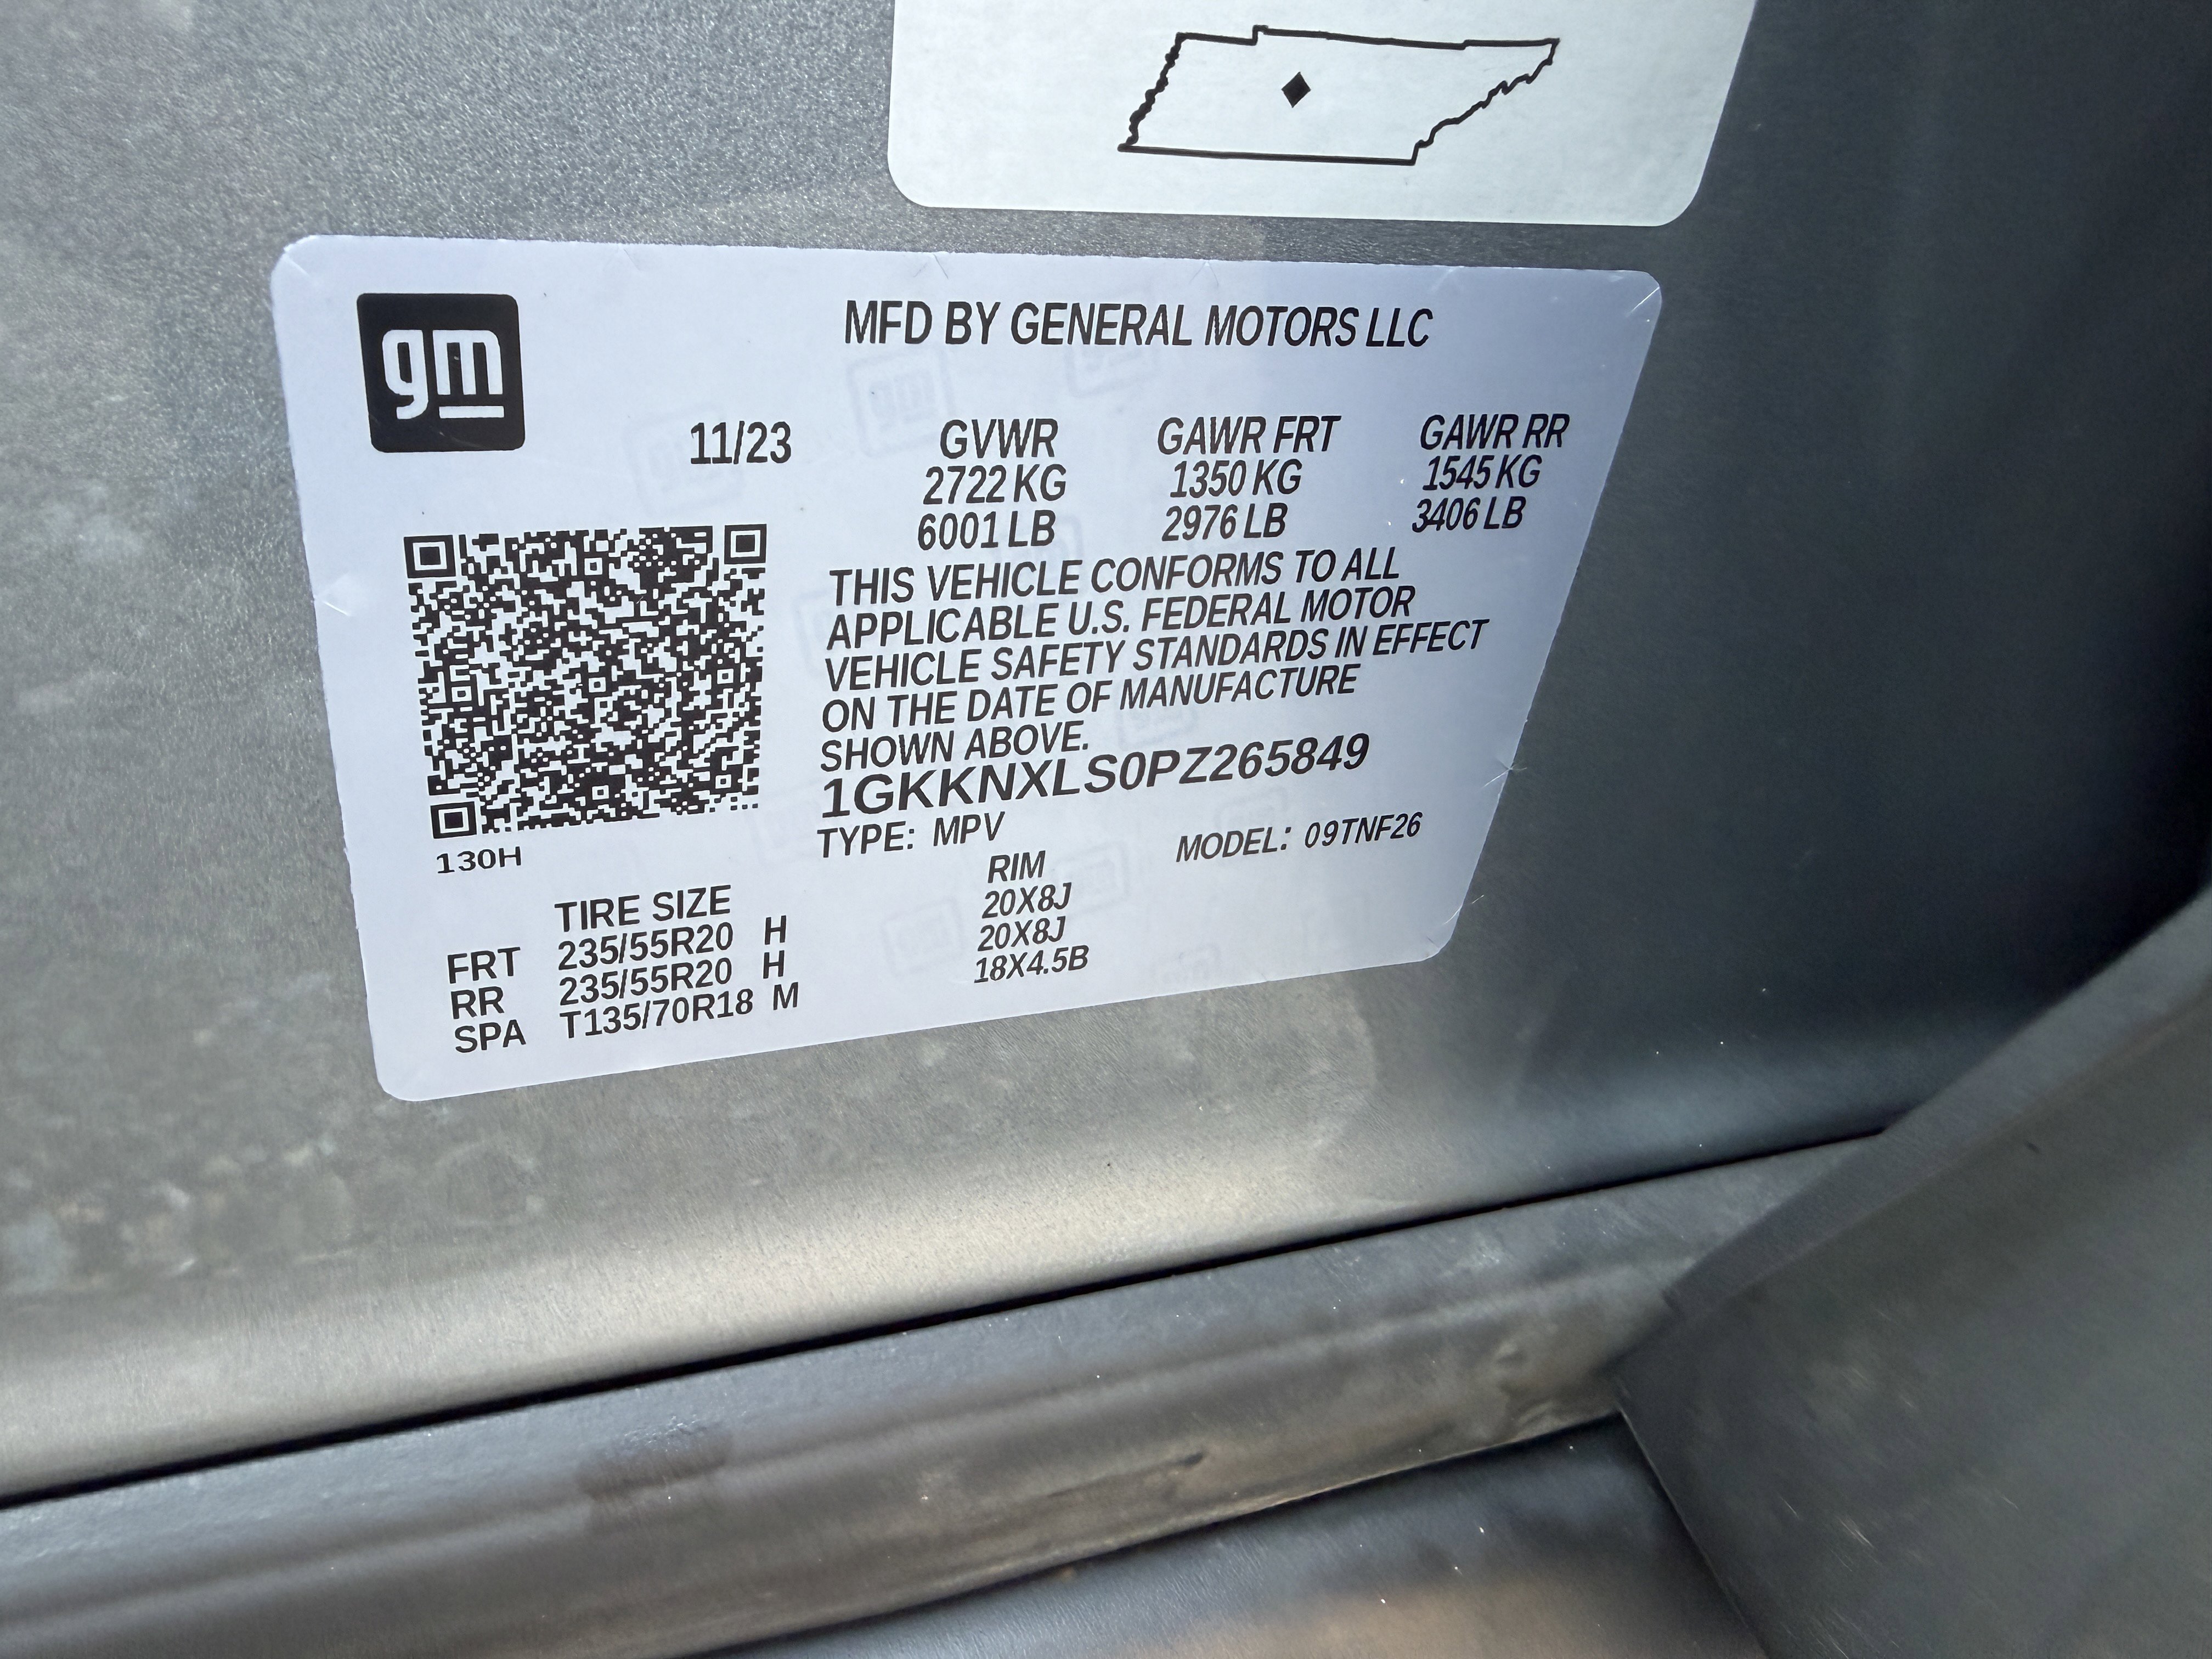 gm
MFD BY GENERAL MOTORS LLC
11/23 GVWR GAWR FRT GAWR RR
2722 KG 1350 KG 1545 KG
6001 LB 2976 LB 3406 LB
THIS VEHICLE CONFORMS TO ALL
APPLICABLE U.S. FEDERAL MOTOR
VEHICLE SAFETY STANDARDS IN EFFECT
ON THE DATE OF MANUFACTURE
SHOWN ABOVE.
1GKKNXLS0PZ265849
TYPE: MPV MODEL: 09TNF26
130H
TIRE SIZE RIM
FRT 235/55R20 H 20X8J
RR 235/55R20 H 20X8J
SPA T135/70R18 M 18X4.5B